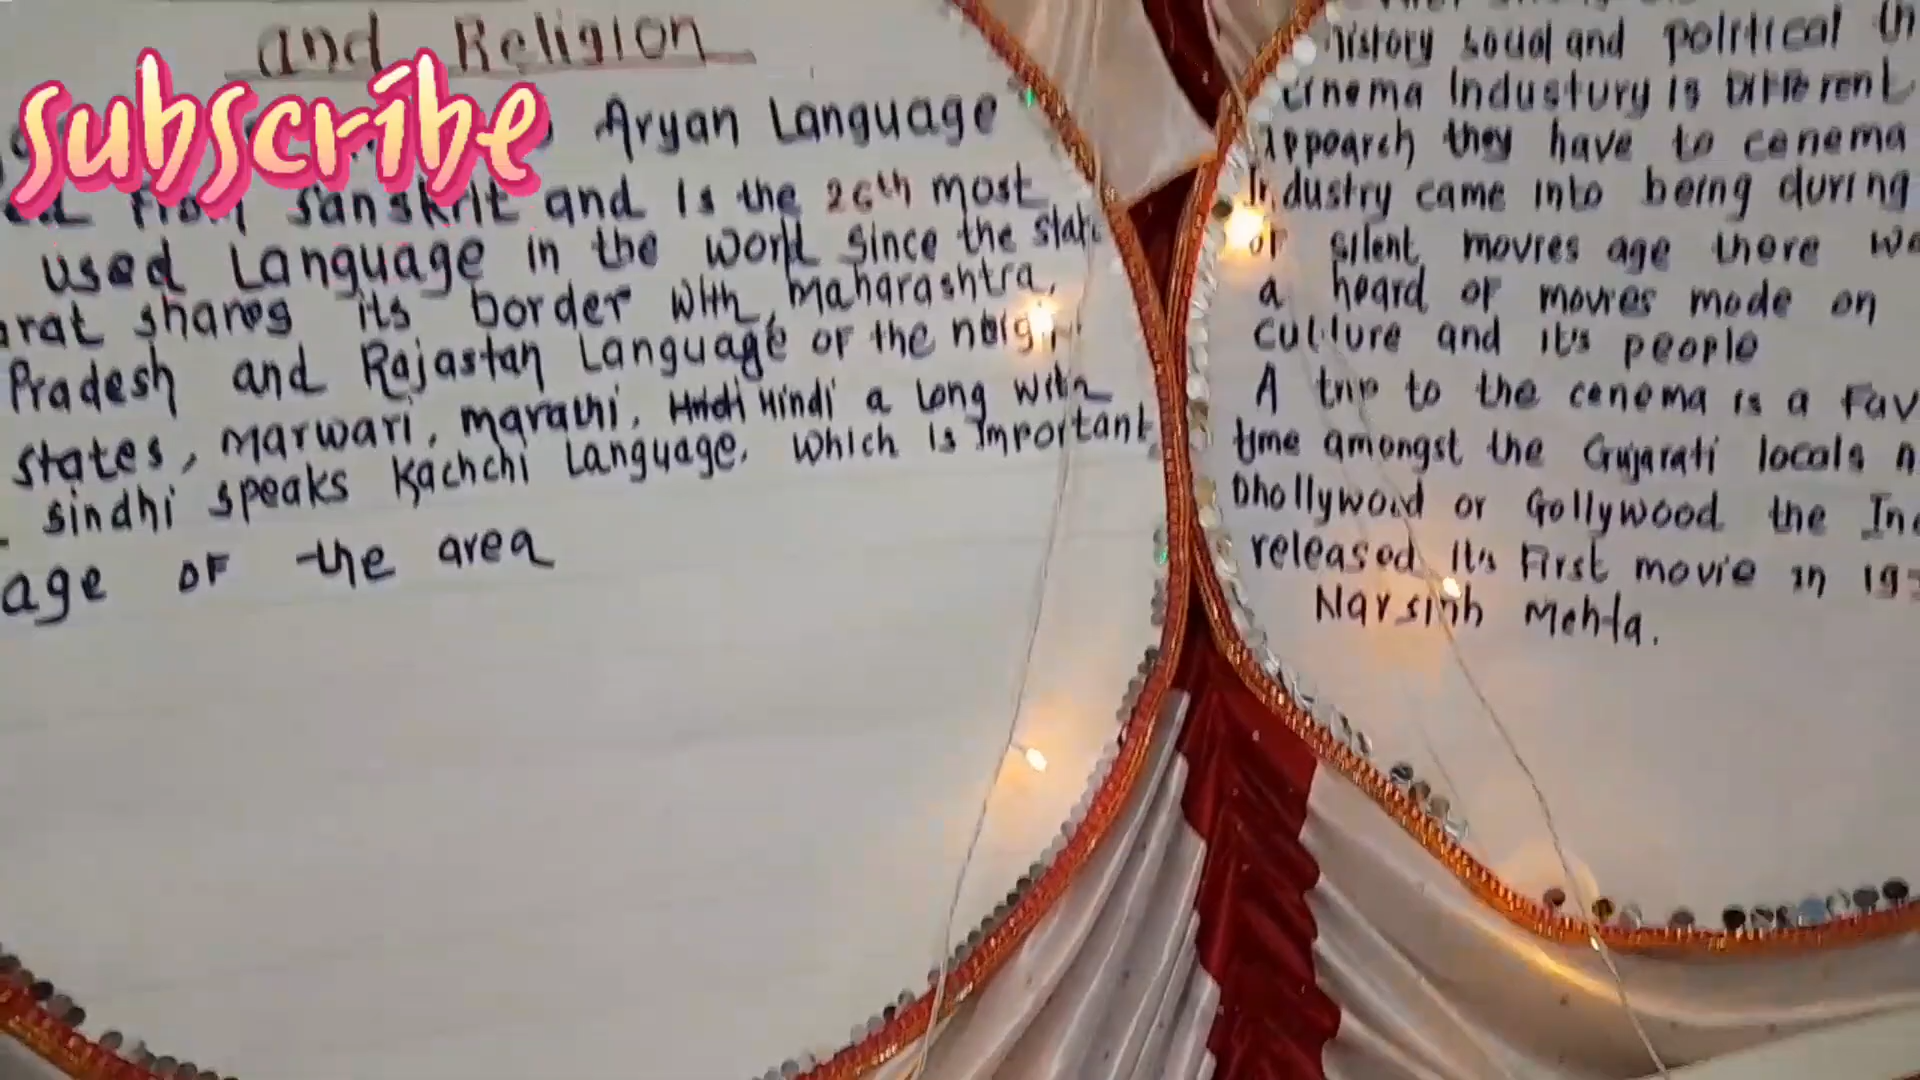 and Religion
subscribe
Aryan Language
from Sanskrit and is the 26th most
used Language in the world since the state
shares its border with, Maharashtra,
Pradesh and Rajastan Language of the
states, marwari, marathi, Hindi a long with
sindhi speaks Kachchi Language. Which is Important
age of the area
history social and political
cinema Industury is Different
they have to cenema
Industry came into being during
of silent movies age there
a heard of movies made on
culture and it's people
A trip to the cenema is a
time amongst the Gujarati locals
Dhollywood or Gollywood the
released it's First movie in
Narsinh Mehta.